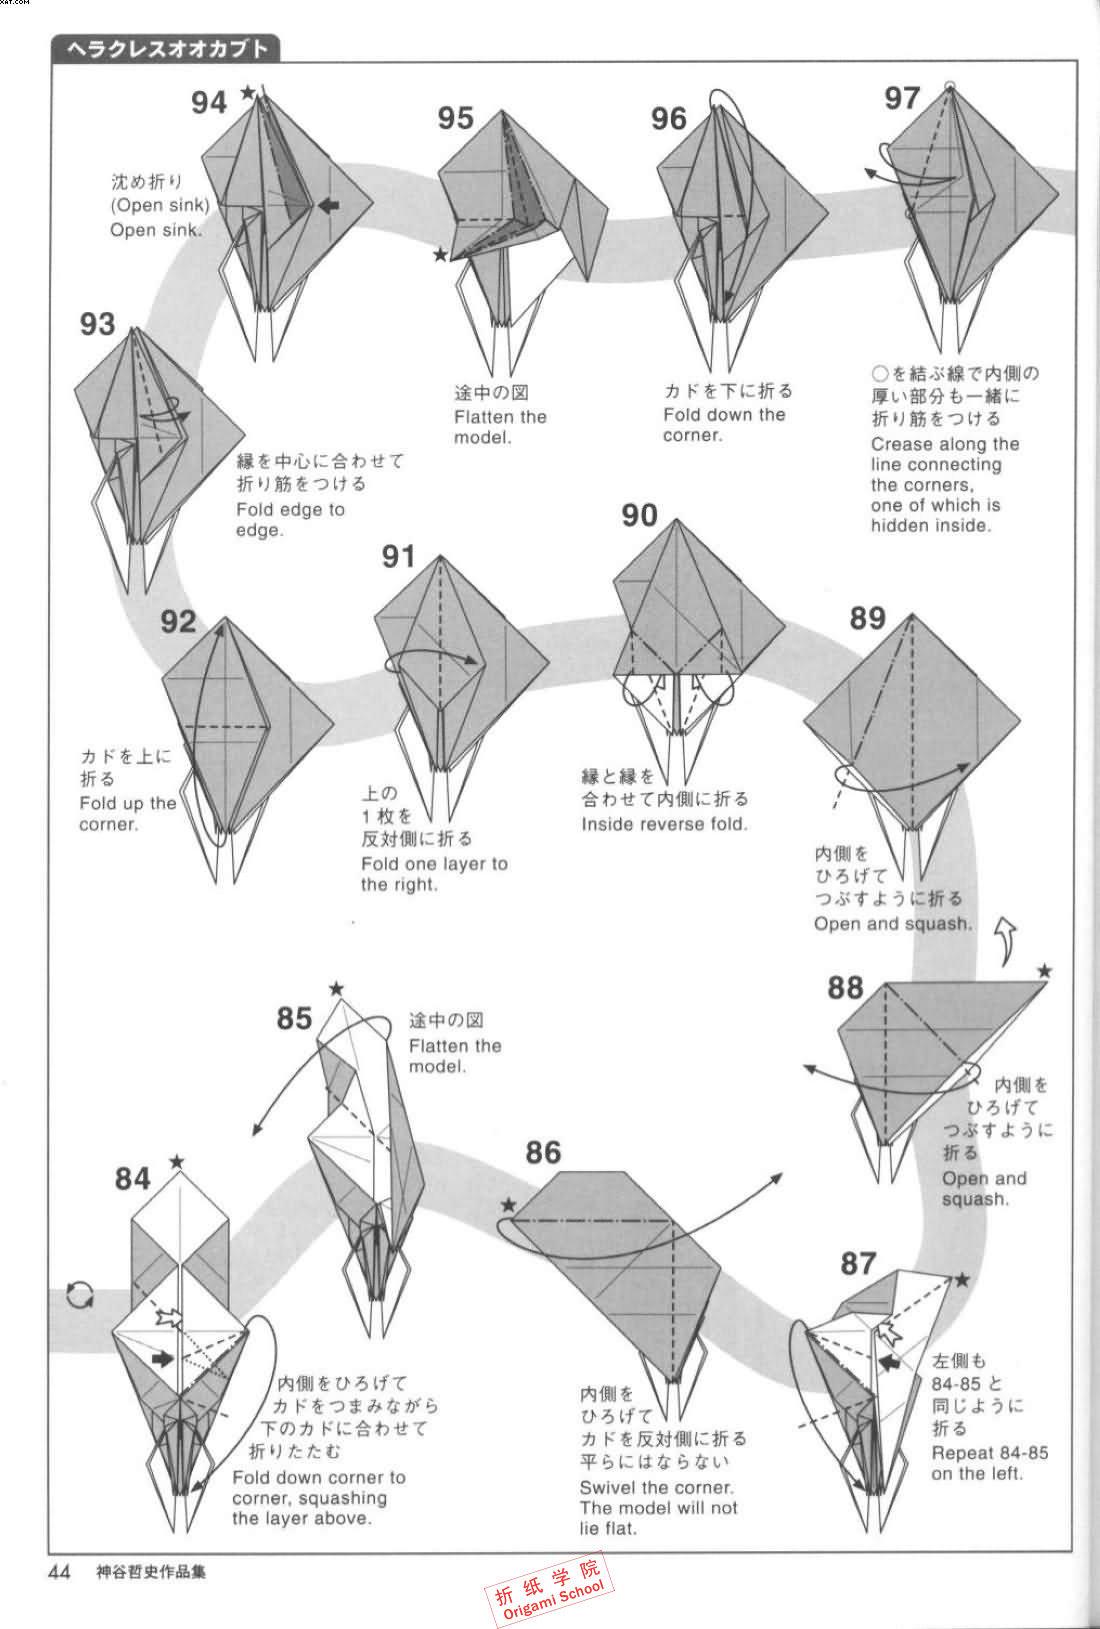 XAT.COM
ヘラクレスオオカブト
94
沈め折り
(Open sink)
Open sink.
95
途中の図
Flatten the
model.
96
カドを下に折る
Fold down the
corner.
97
○を結ぶ線で内側の
厚い部分も一緒に
折り筋をつける
Crease along the
line connecting
the corners,
one of which is
hidden inside.
93
縁を中心に合わせて
折り筋をつける
Fold edge to
edge.
92
カドを上に
折る
Fold up the
corner.
91
上の
1枚を
反対側に折る
Fold one layer to
the right.
90
縁と縁を
合わせて内側に折る
Inside reverse fold.
89
内側を
ひろげて
つぶすように折る
Open and squash.
88
内側を
ひろげて
つぶすように
折る
Open and
squash.
85
途中の図
Flatten the
model.
84
内側をひろげて
カドをつまみながら
下のカドに合わせて
折りたたむ
Fold down corner to
corner, squashing
the layer above.
86
内側を
ひろげて
カドを反対側に折る
平らにはならない
Swivel the corner.
The model will not
lie flat.
87
左側も
84-85と
同じように
折る
Repeat 84-85
on the left.
44 神谷哲史作品集
折纸学院
Origami School